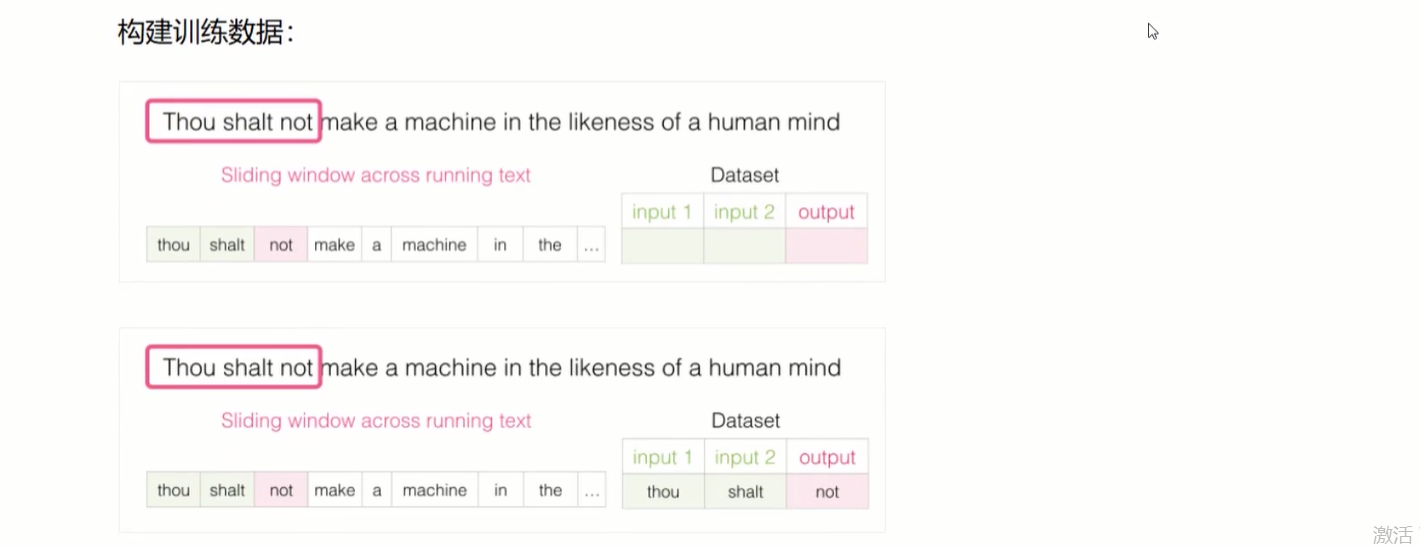 构建训练数据：
Thou shalt not make a machine in the likeness of a human mind
Sliding window across running text
Dataset
input 1 input 2 output
thou shalt not make a machine in the ...
Thou shalt not make a machine in the likeness of a human mind
Sliding window across running text
Dataset
input 1 input 2 output
thou shalt not make a machine in the ...
thou shalt not
激活